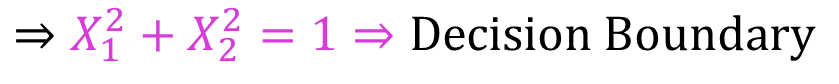 ⇒ X₁² + X₂² = 1 ⇒ Decision Boundary